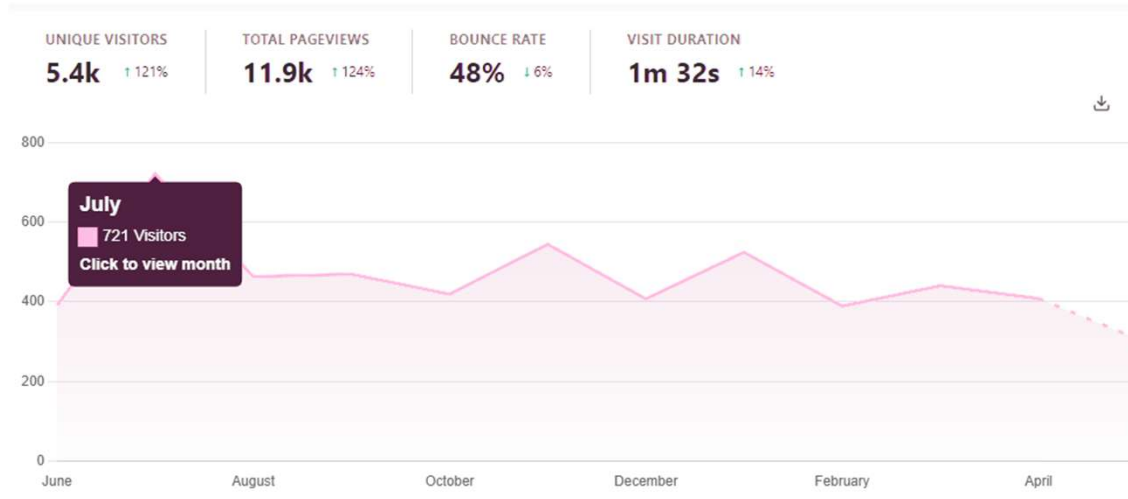 UNIQUE VISITORS TOTAL PAGEVIEWS BOUNCE RATE VISIT DURATION
5.4k ↑ 121% 11.9k ↑ 124% 48% ↓ 6% 1m 32s ↑ 14%
800
July
721 Visitors
Click to view month
600
400
200
0
June August October December February April